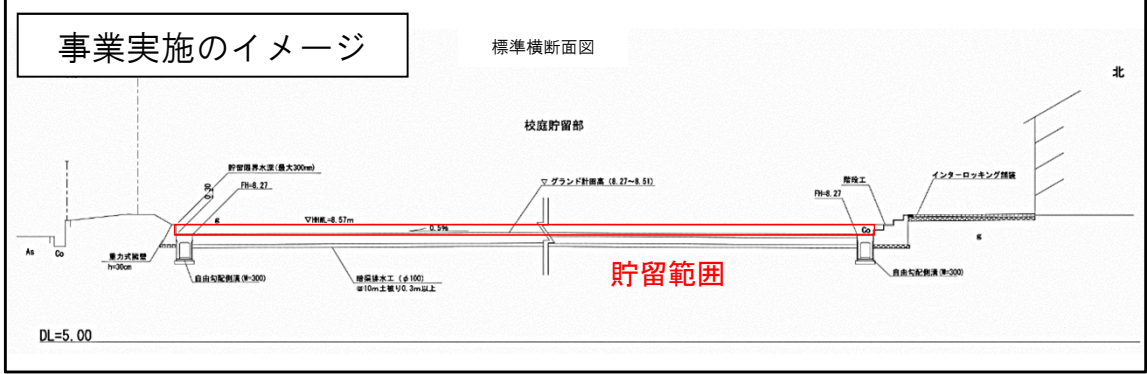 事業実施のイメージ
標準横断面図
北
校庭貯留部
貯留限界水深(最大300mm)
0.30
FH=8.27
▽グランド計画高 (8.27~8.51)
階段工
インターロッキング舗装
FH=8.27
g
▽HWL=8.57m
0.5%
Co
g
As
Co
重力式擁壁
h=30cm
自由勾配側溝(W=300)
暗渠排水工 (φ100)
@10m土被り0.3m以上
貯留範囲
自由勾配側溝(W=300)
DL=5.00